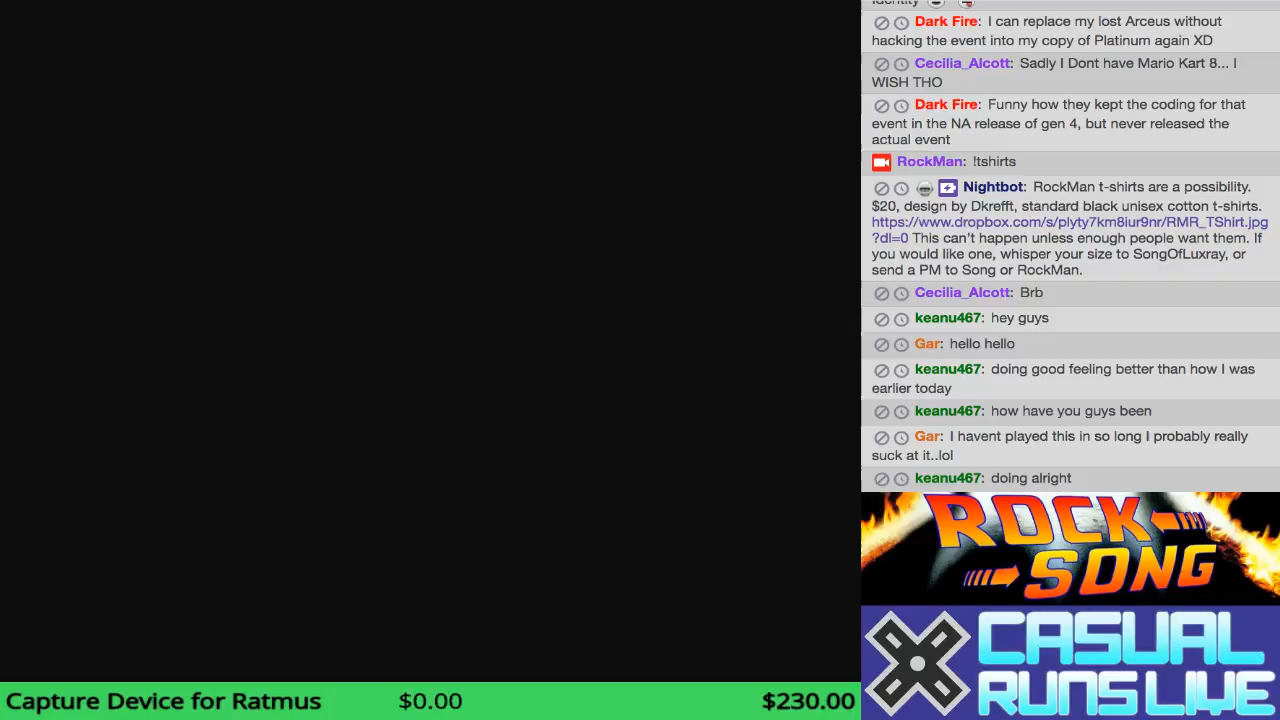 Identity
Dark Fire: I can replace my lost Arceus without
hacking the event into my copy of Platinum again XD
Cecilia_Alcott: Sadly I Dont have Mario Kart 8... I
WISH THO
Dark Fire: Funny how they kept the coding for that
event in the NA release of gen 4, but never released the
actual event
RockMan: !tshirts
Nightbot: RockMan t-shirts are a possibility.
$20, design by Dkrefft, standard black unisex cotton t-shirts.
https://www.dropbox.com/s/plyty7km8iur9nr/RMR_TShirt.jpg
?dl=0 This can't happen unless enough people want them. If
you would like one, whisper your size to SongOfLuxray, or
send a PM to Song or RockMan.
Cecilia_Alcott: Brb
keanu467: hey guys
Gar: hello hello
keanu467: doing good feeling better than how I was
earlier today
keanu467: how have you guys been
Gar: I havent played this in so long I probably really
suck at it..lol
keanu467: doing alright
ROCK
SONG
CASUAL
RUNS LIVE
Capture Device for Ratmus $0.00 $230.00